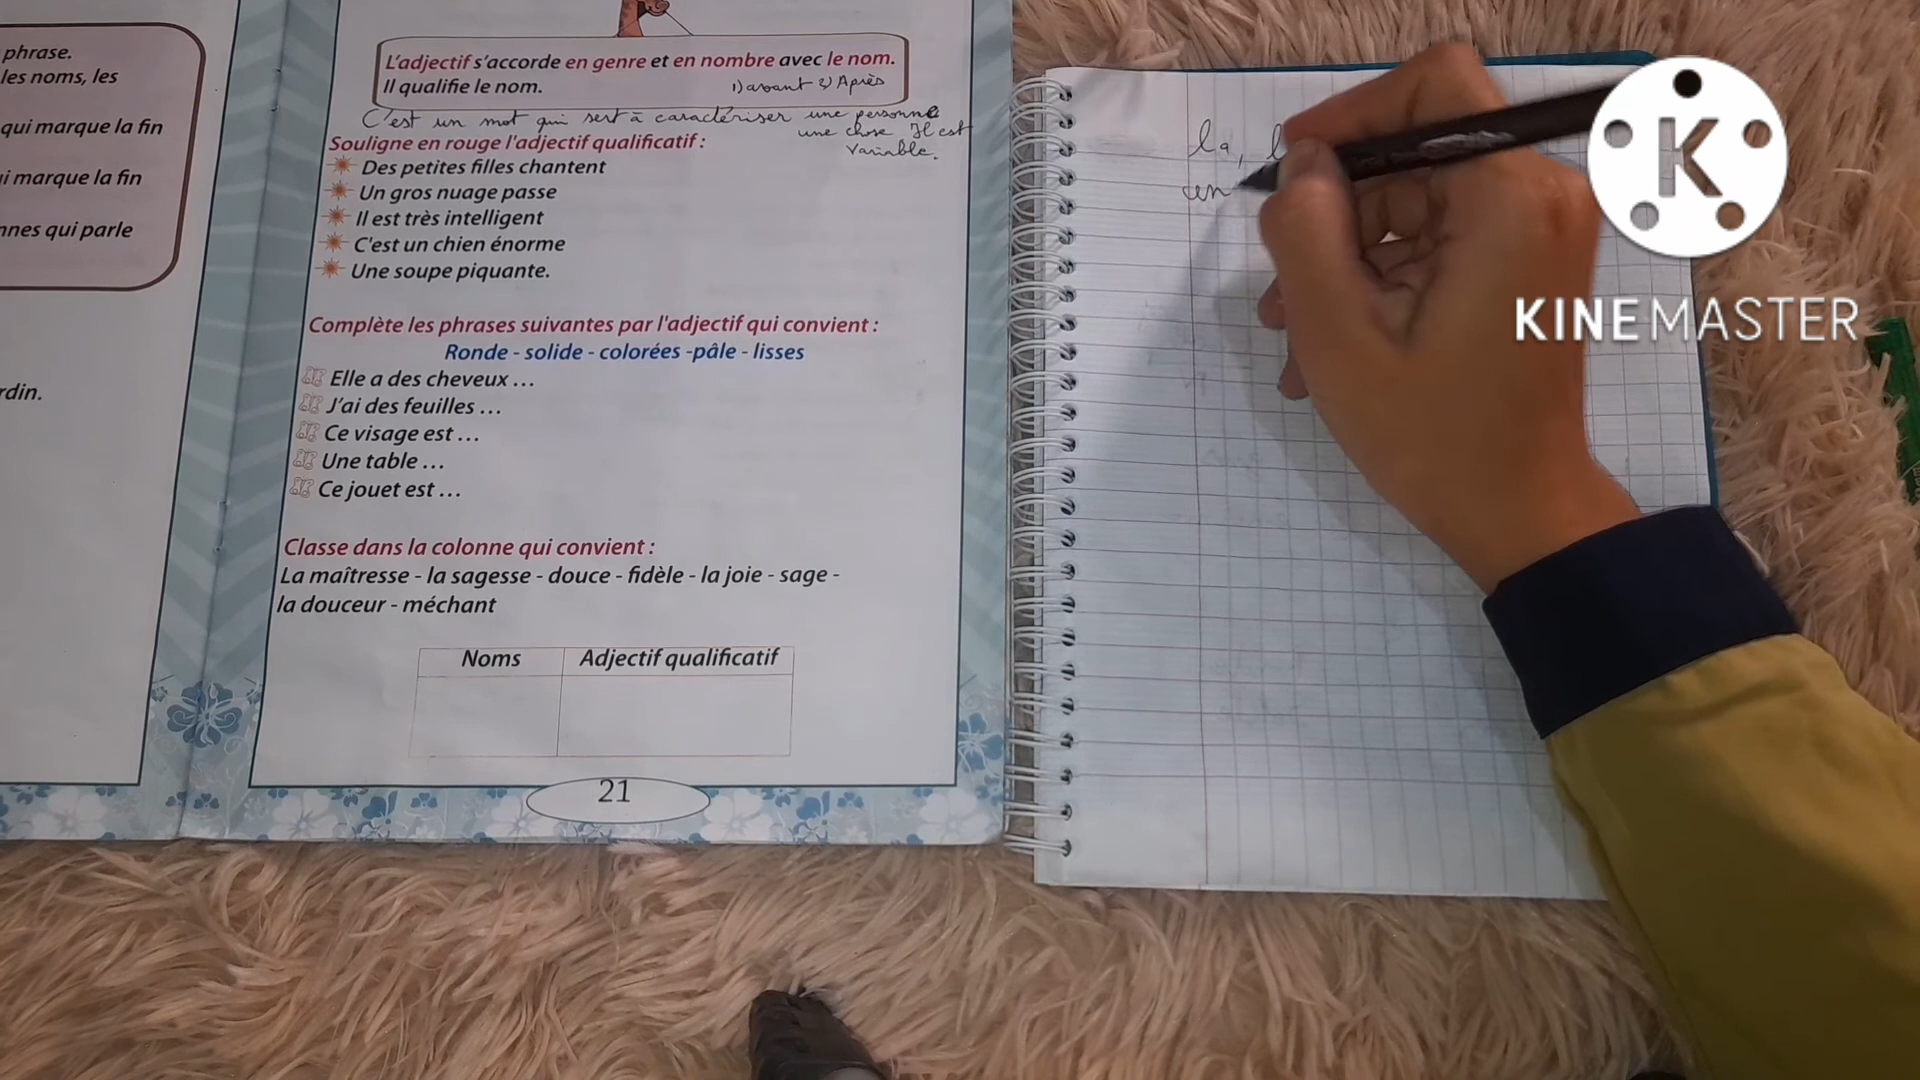 phrase.
les noms, les
qui marque la fin
i marque la fin
nnes qui parle
rdin.
L'adjectif s'accorde en genre et en nombre avec le nom.
Il qualifie le nom.
1) avant 2) Après
C'est un mot qui sert à caractériser une personne
une chose Il est
variable.
Souligne en rouge l'adjectif qualificatif :
Des petites filles chantent
Un gros nuage passe
Il est très intelligent
C'est un chien énorme
Une soupe piquante.
Complète les phrases suivantes par l'adjectif qui convient :
Ronde - solide - colorées -pâle - lisses
Elle a des cheveux ...
J'ai des feuilles ...
Ce visage est ...
Une table ...
Ce jouet est ...
Classe dans la colonne qui convient :
La maîtresse - la sagesse - douce - fidèle - la joie - sage -
la douceur - méchant
Noms
Adjectif qualificatif
21
la, l
un
K
KINEMASTER